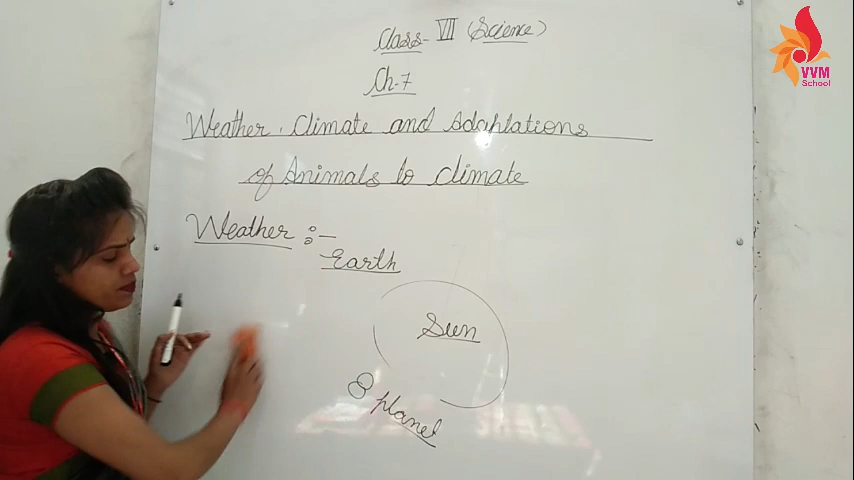 Class- VII (Science)
Ch-7
Weather, Climate and Adaptations
of Animals to climate
Weather :-
Earth
Sun
8 planet
VVM
School